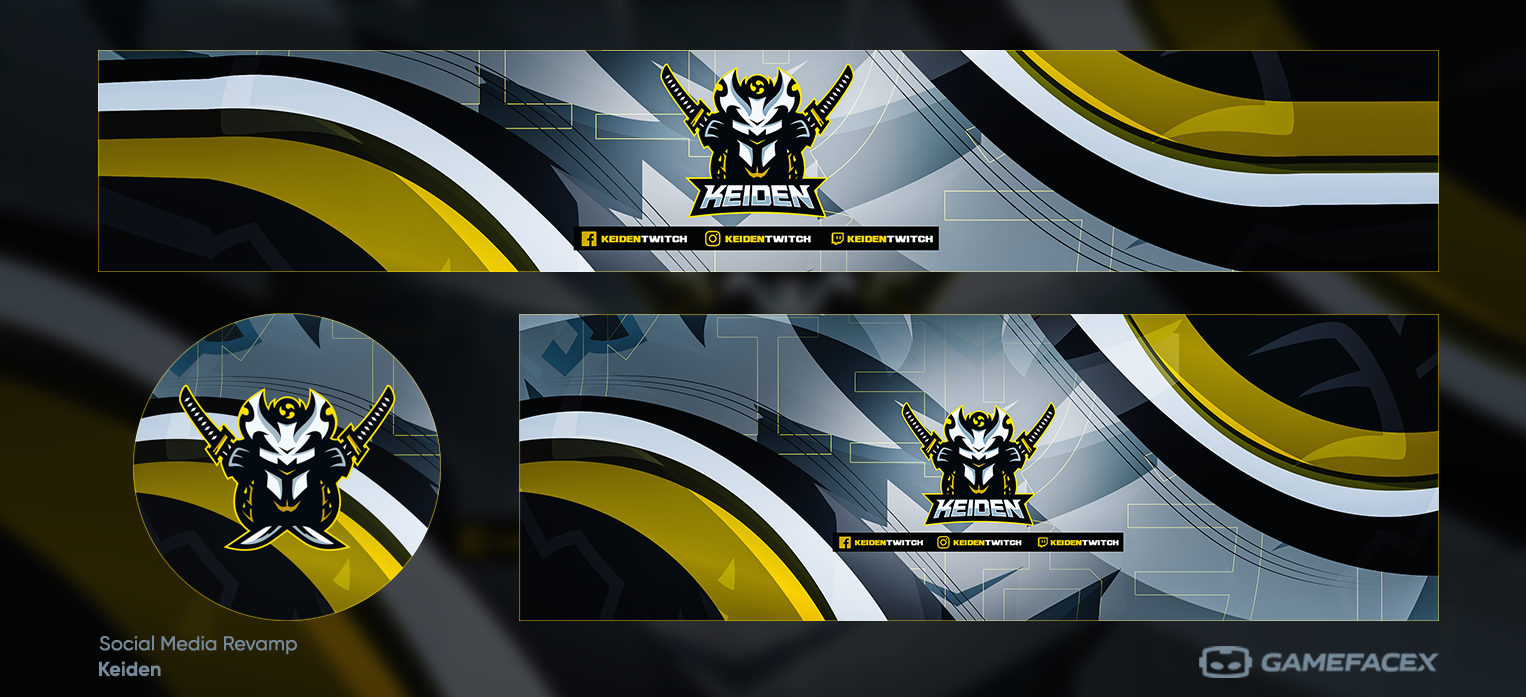 KEIDEN
KEIDENTWITCH KEIDENTWITCH KEIDENTWITCH
KEIDEN
KEIDENTWITCH KEIDENTWITCH KEIDENTWITCH
Social Media Revamp
Keiden
GAMEFACEX